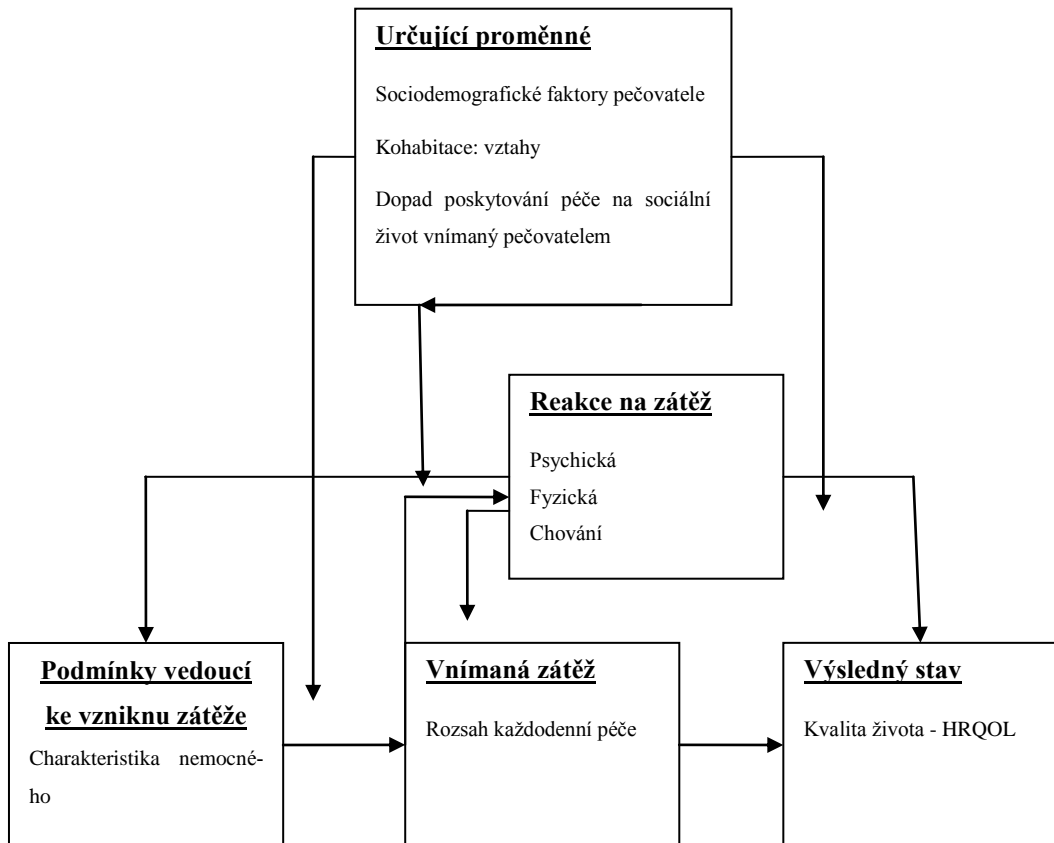 Určující proměnné
Sociodemografické faktory pečovatele
Kohabitace: vztahy
Dopad poskytování péče na sociální
život vnímaný pečovatelem
Reakce na zátěž
Psychická
Fyzická
Chování
Podmínky vedoucí
ke vzniknu zátěže
Charakteristika nemocné-
ho
Vnímaná zátěž
Rozsah každodenní péče
Výsledný stav
Kvalita života - HRQOL